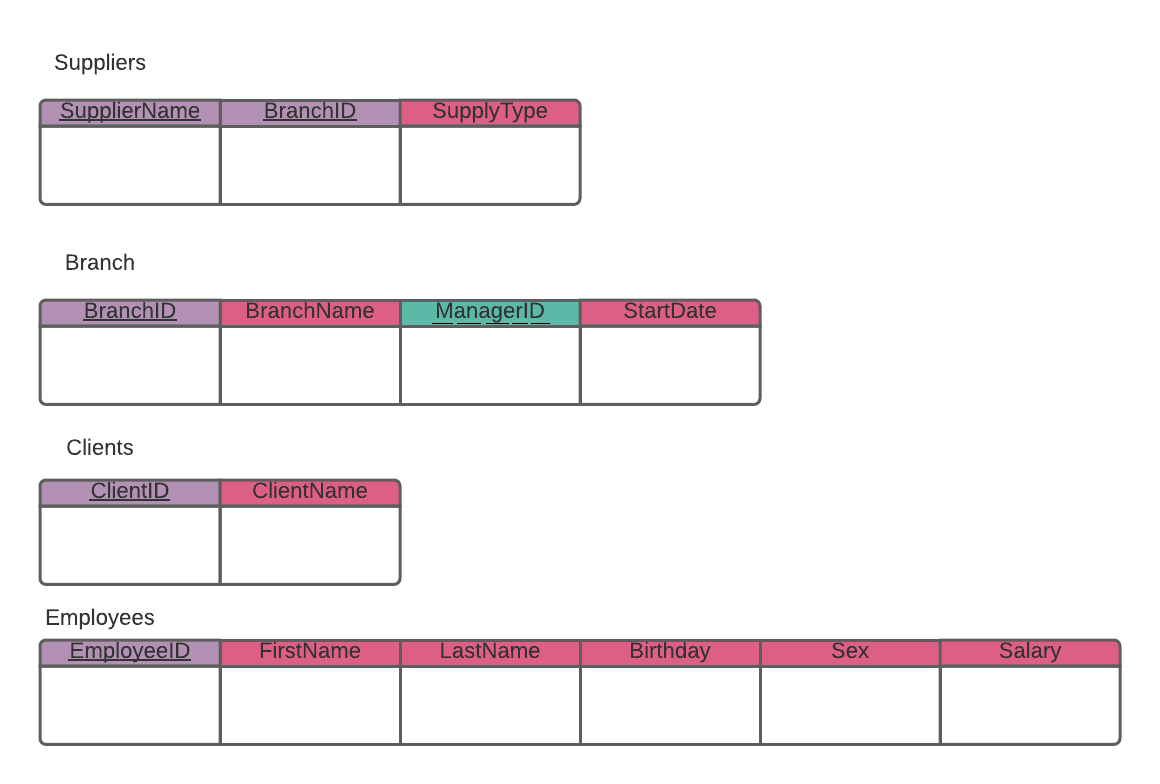 Suppliers
SupplierName BranchID SupplyType
Branch
BranchID BranchName ManagerID StartDate
Clients
ClientID ClientName
Employees
EmployeeID FirstName LastName Birthday Sex Salary